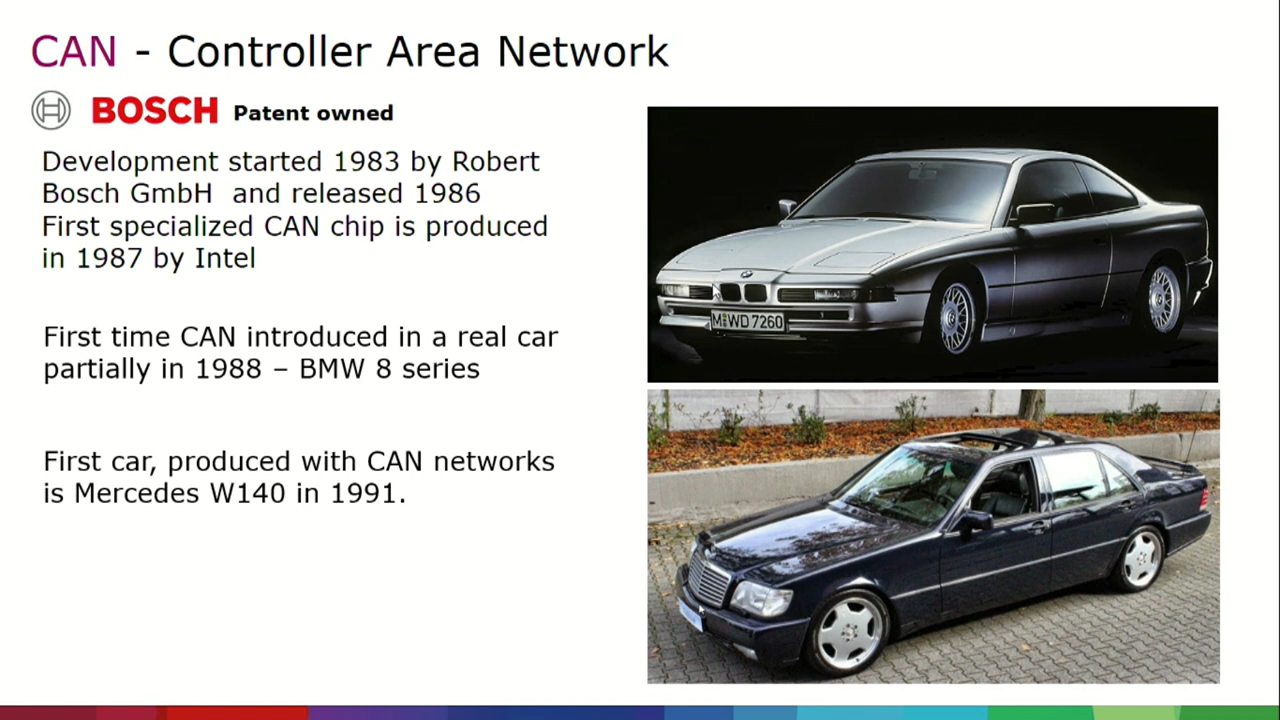 CAN - Controller Area Network
BOSCH Patent owned
Development started 1983 by Robert
Bosch GmbH  and released 1986
First specialized CAN chip is produced
in 1987 by Intel
First time CAN introduced in a real car
partially in 1988 – BMW 8 series
First car, produced with CAN networks
is Mercedes W140 in 1991.
M WD 7260